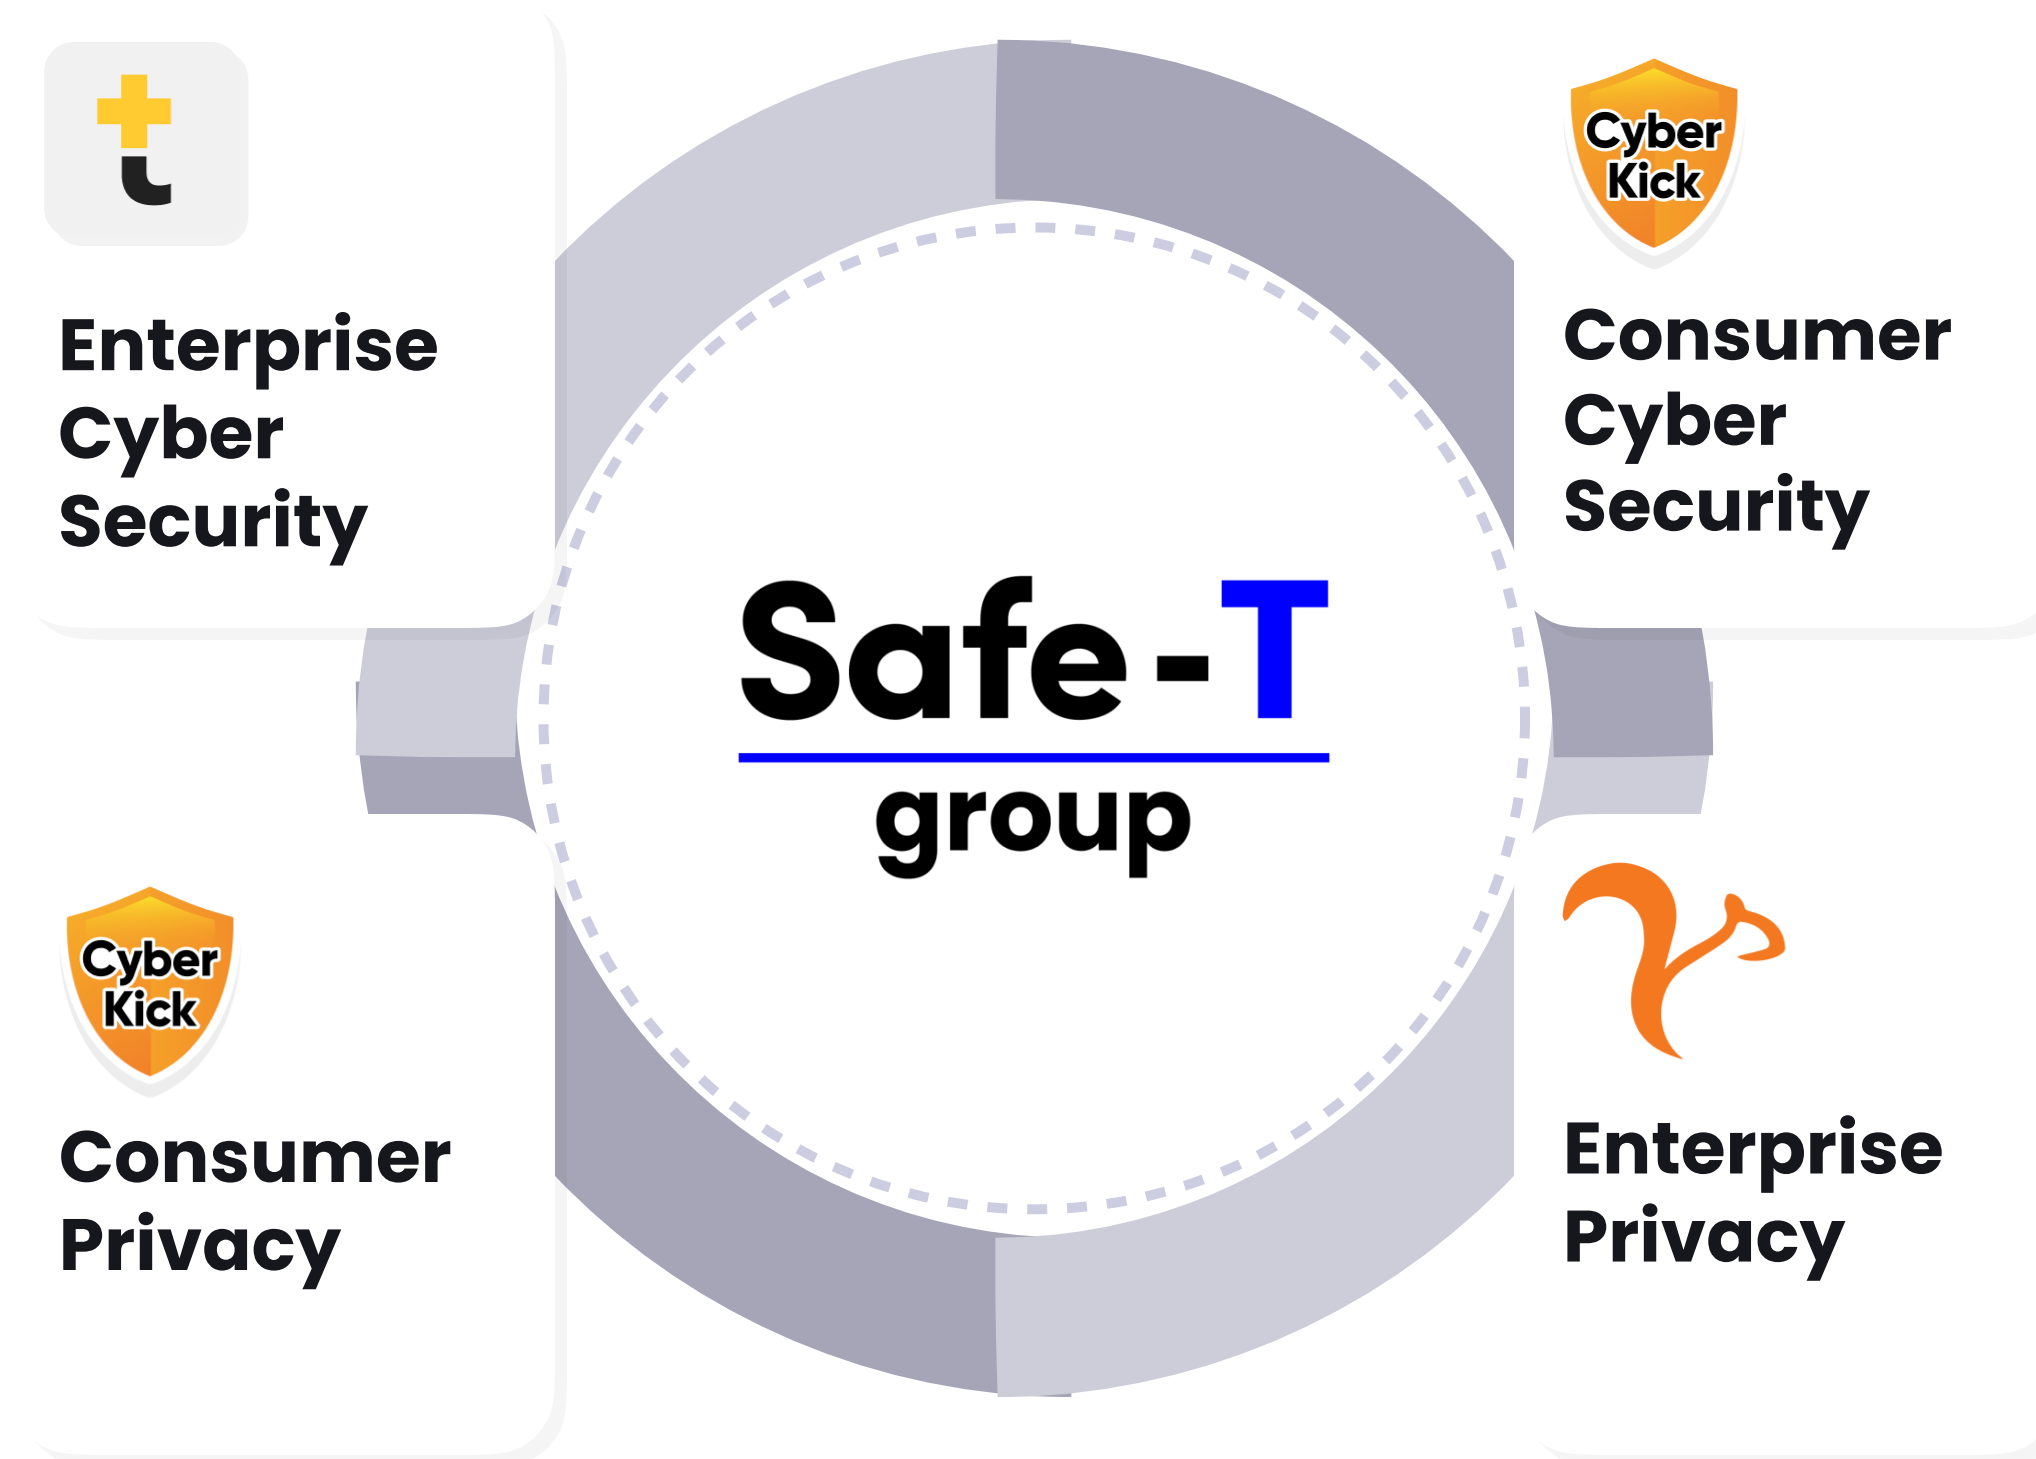 t
Enterprise
Cyber
Security
Cyber
Kick
Consumer
Cyber
Security
Safe-T
group
Cyber
Kick
Consumer
Privacy
Enterprise
Privacy